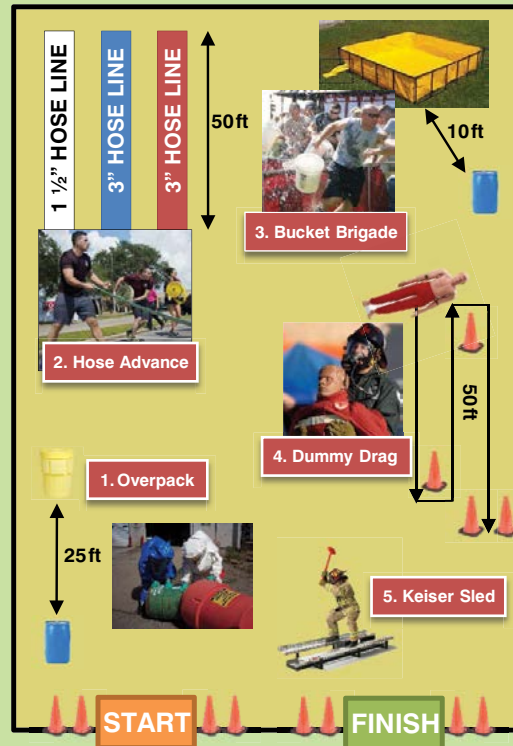 1 ½” HOSE LINE
3” HOSE LINE
3” HOSE LINE
50ft
10ft
3. Bucket Brigade
2. Hose Advance
50ft
4. Dummy Drag
1. Overpack
25ft
5. Keiser Sled
START
FINISH